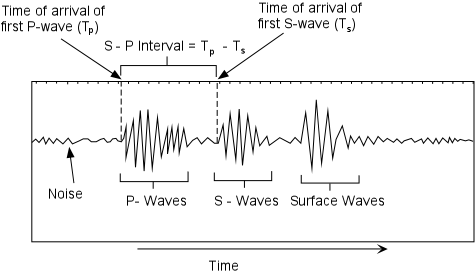 Time of arrival of
first P-wave (Tp)
Time of arrival of
first S-wave (Ts)
S - P Interval = Tp - Ts
Noise
P- Waves
S - Waves
Surface Waves
Time